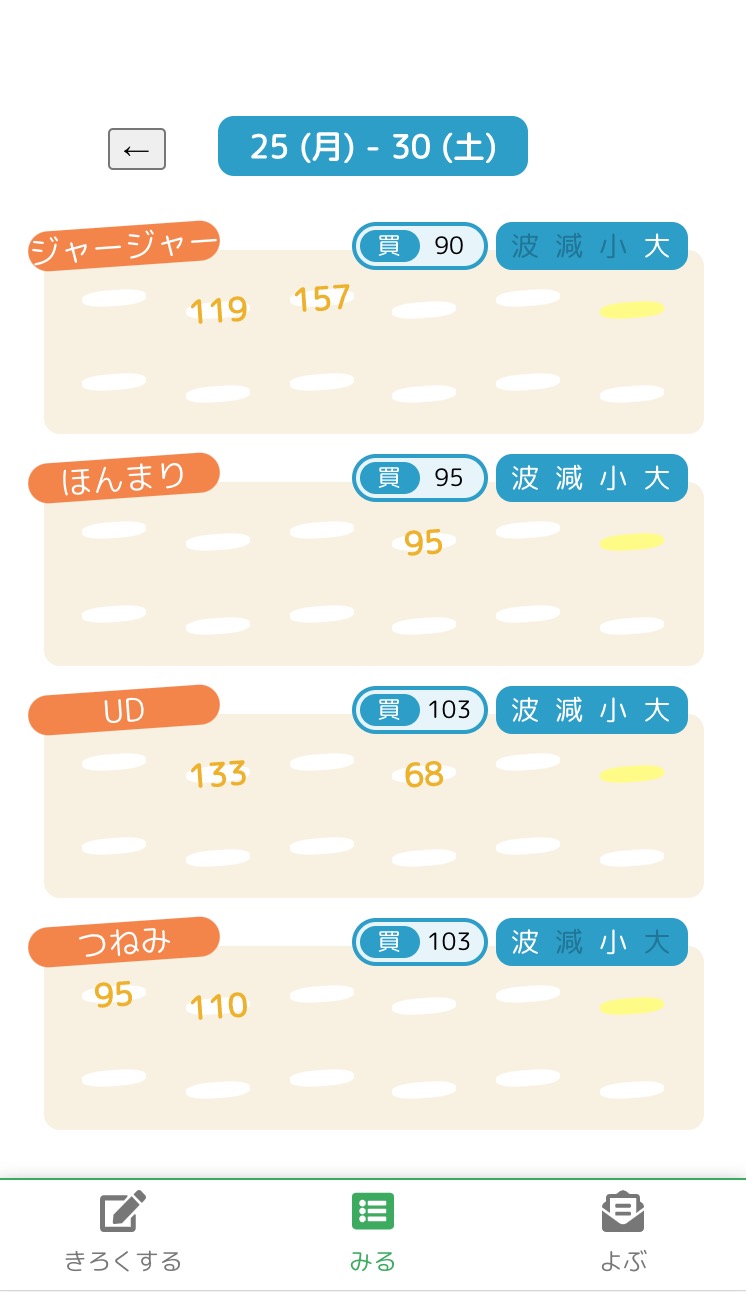 ←
25 (月) - 30 (土)
ジャージャー 買 90 波 減 小 大
119 157
ほんまり 買 95 波 減 小 大
95
UD 買 103 波 減 小 大
133 68
つねみ 買 103 波 減 小 大
95 110
きろくする みる よぶ